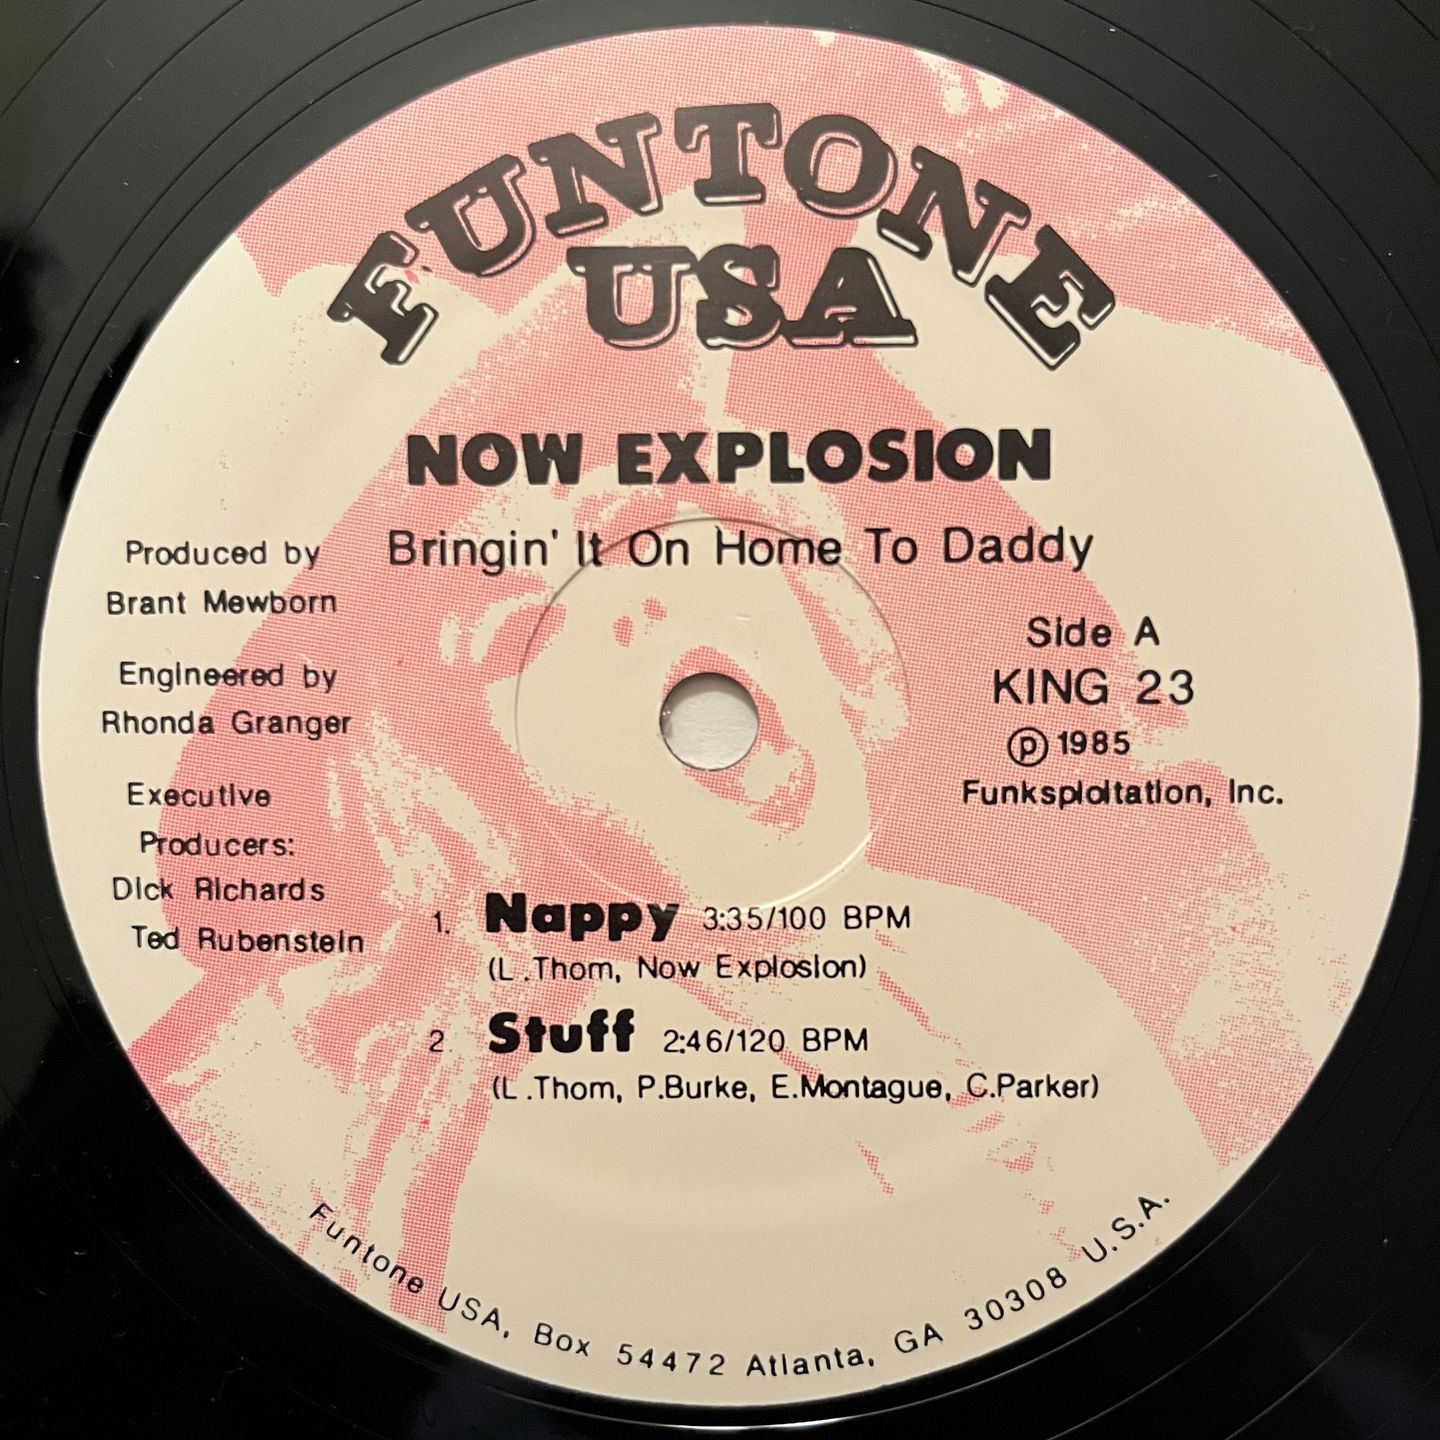 FUNTONE
USA
NOW EXPLOSION
Bringin' It On Home To Daddy
Produced by
Brant Mewborn
Engineered by
Rhonda Granger
Executive
Producers:
Dick Richards
Ted Rubenstein
Side A
KING 23
Ⓟ 1985
Funksploitation, Inc.
1. Nappy 3:35/100 BPM
(L.Thom, Now Explosion)
2. Stuff 2:46/120 BPM
(L.Thom, P.Burke, E.Montague, C.Parker)
Funtone USA, Box 54472 Atlanta, GA 30308 U.S.A.